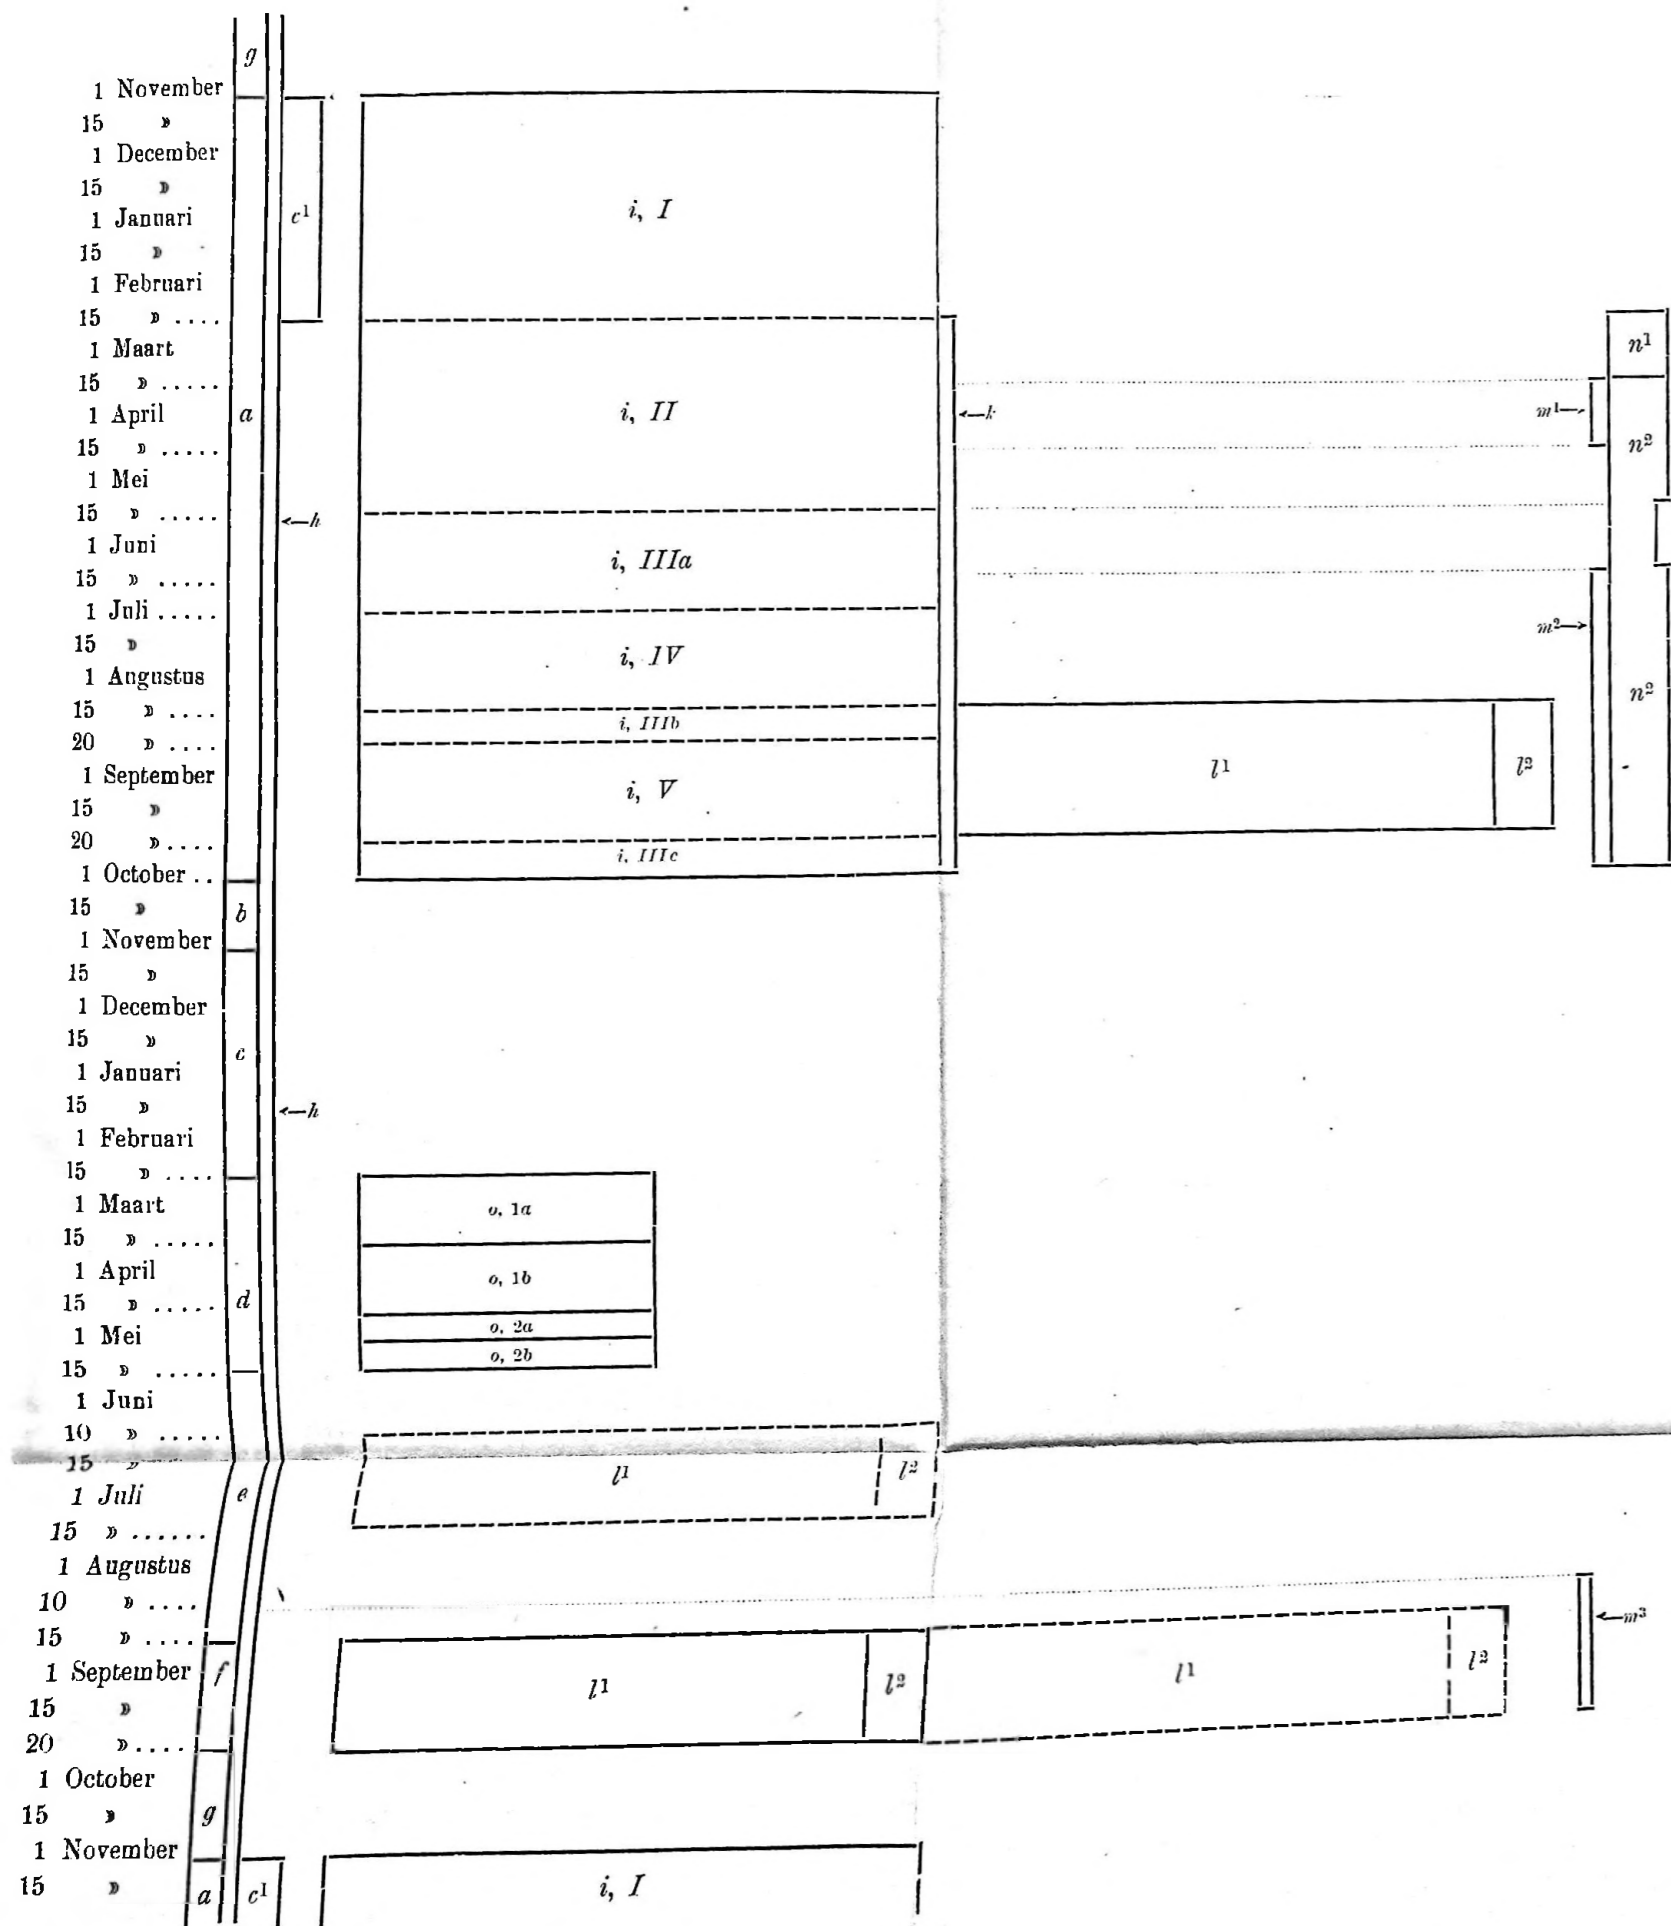 g
1 November
15 »
1 December
15 »
1 Januari c¹ i, I
15 »
1 Februari
15 » ....
1 Maart n¹
15 » .....
1 April a i, II ←k m¹→
15 » ..... n²
1 Mei
15 » ..... ←h
1 Juni i, IIIa
15 » .....
1 Juli .....
15 » m²→
1 Augustus i, IV
15 » .... n²
20 » .... i, IIIb
1 September l¹ l²
15 » i, V
20 » ....
1 October .. i, IIIc
15 » b
1 November
15 »
1 December
15 » c
1 Januari
15 » ←h
1 Februari
15 » ....
1 Maart o, 1a
15 » .....
1 April o, 1b
15 » ..... d
1 Mei o, 2a
15 » ..... o, 2b
1 Juni
10 » .....
15 » l¹ l²
1 Juli e
15 » ......
1 Augustus
10 » ....
15 » .... ←m³
1 September f l¹ l² l¹ l²
15 »
20 » ....
1 October
15 » g
1 November
15 » a c¹ i, I